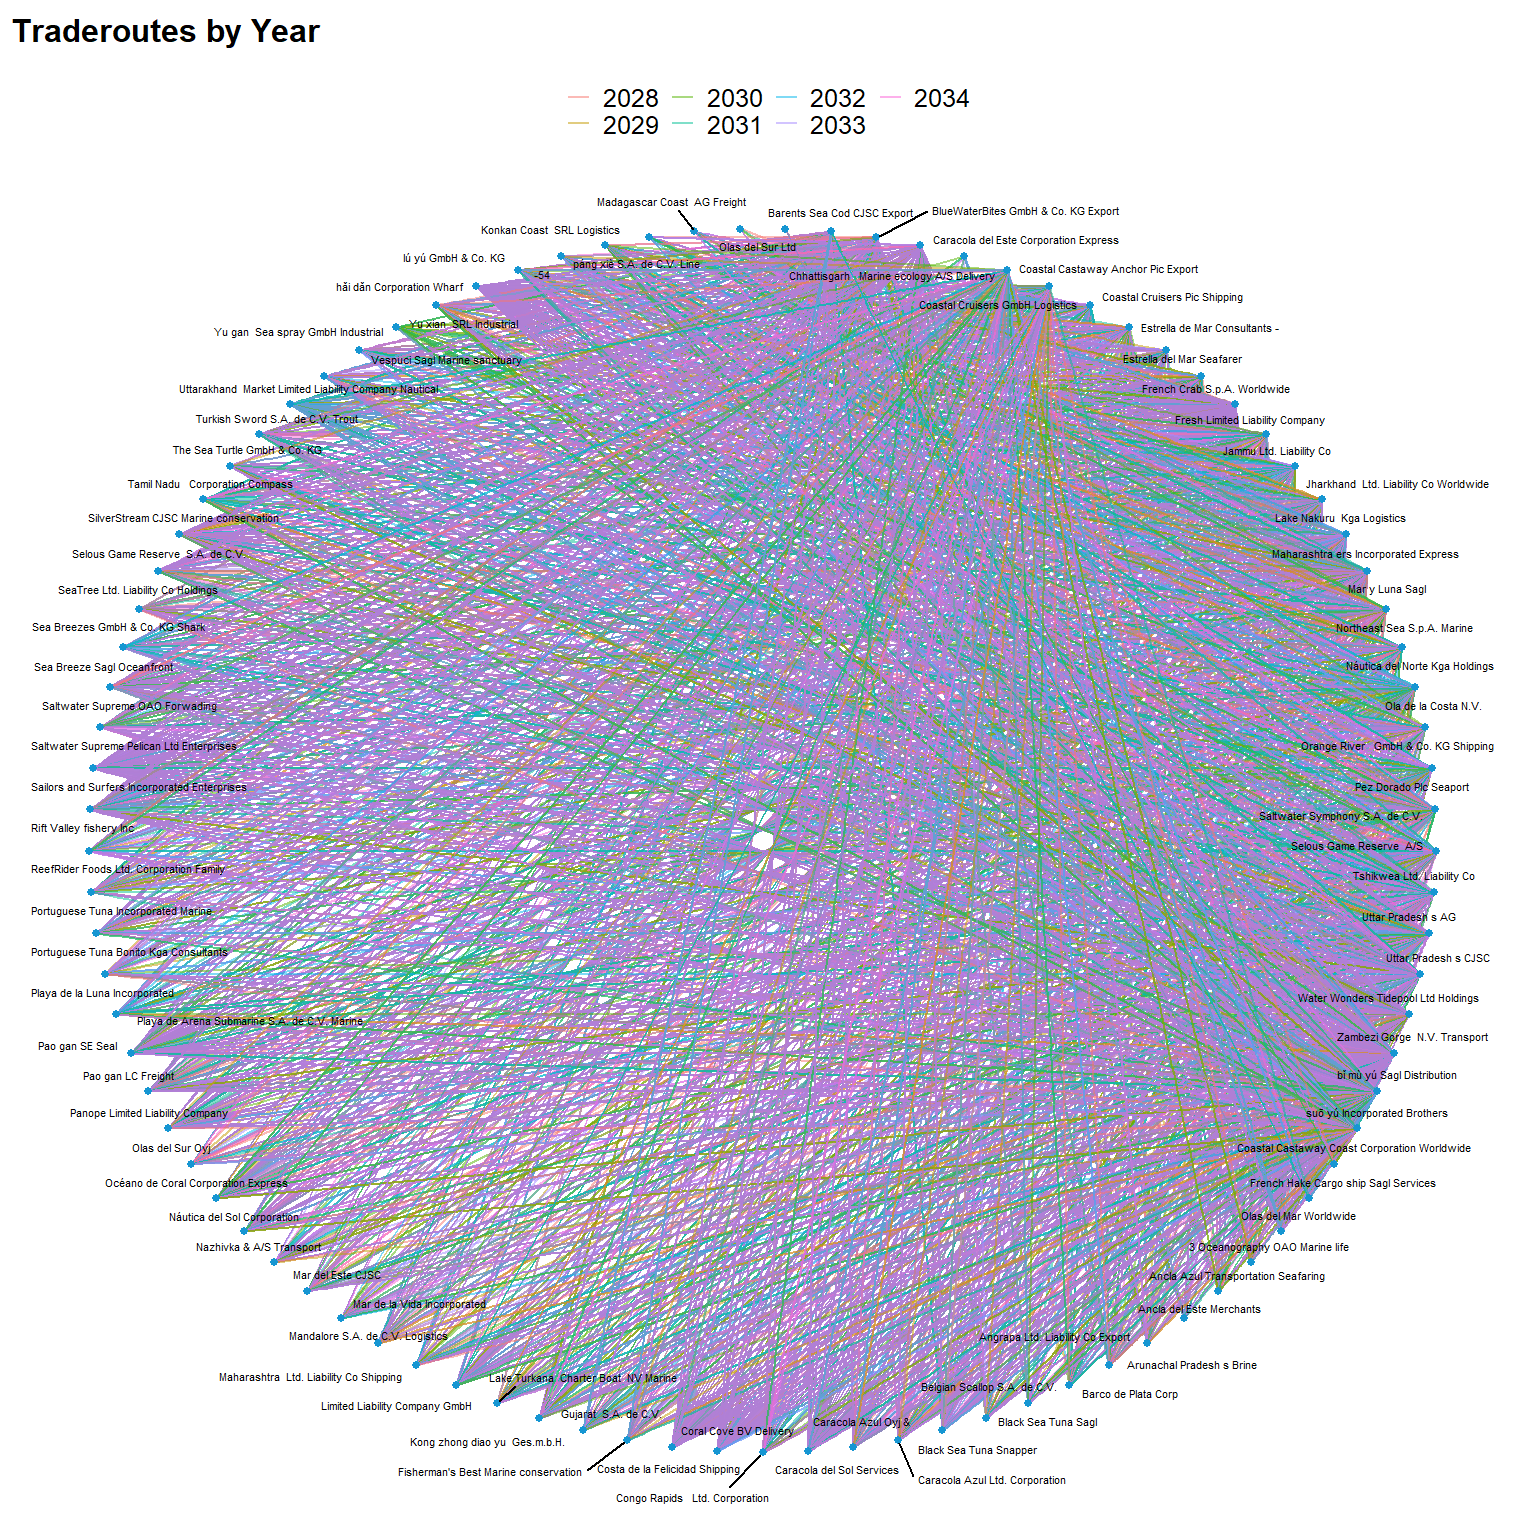 Traderoutes by Year
2028 2030 2032 2034
2029 2031 2033
Madagascar Coast  AG Freight
Barents Sea Cod CJSC Export
BlueWaterBites GmbH & Co. KG Export
Konkan Coast  SRL Logistics
Olas del Sur Ltd
Caracola del Este Corporation Express
lú yú GmbH & Co. KG
páng xiè S.A. de C.V. Line
-54
Chhattisgarh   Marine ecology A/S Delivery
Coastal Castaway Anchor Pic Export
hǎi dǎn Corporation Wharf
Coastal Cruisers GmbH Logistics
Coastal Cruisers Pic Shipping
Yu gan  Sea spray GmbH Industrial
Yu xian  SRL Industrial
Estrella de Mar Consultants -
Vespuci Sagl Marine sanctuary
Estrella del Mar Seafarer
Uttarakhand  Market Limited Liability Company Nautical
French Crab S.p.A. Worldwide
Turkish Sword S.A. de C.V. Trout
Fresh Limited Liability Company
The Sea Turtle GmbH & Co. KG
Jammu Ltd. Liability Co
Tamil Nadu   Corporation Compass
Jharkhand  Ltd. Liability Co Worldwide
SilverStream CJSC Marine conservation
Lake Nakuru  Kga Logistics
Selous Game Reserve  S.A. de C.V.
Maharashtra ers Incorporated Express
SeaTree Ltd. Liability Co Holdings
Mar y Luna Sagl
Sea Breezes GmbH & Co. KG Shark
Northeast Sea S.p.A. Marine
Sea Breeze Sagl Oceanfront
Náutica del Norte Kga Holdings
Saltwater Supreme OAO Forwading
Ola de la Costa N.V.
Saltwater Supreme Pelican Ltd Enterprises
Orange River   GmbH & Co. KG Shipping
Sailors and Surfers Incorporated Enterprises
Pez Dorado Plc Seaport
Rift Valley fishery Inc
Saltwater Symphony S.A. de C.V.
Selous Game Reserve  A/S
ReefRider Foods Ltd. Corporation Family
Tshikwea Ltd. Liability Co
Portuguese Tuna Incorporated Marine
Uttar Pradesh s AG
Portuguese Tuna Bonito Kga Consultants
Uttar Pradesh s CJSC
Playa de la Luna Incorporated
Water Wonders Tidepool Ltd Holdings
Playa de Arena Submarine S.A. de C.V. Marine
Zambezi Gorge  N.V. Transport
Pao gan SE Seal
Pao gan LC Freight
bǐ mù yú Sagl Distribution
Panope Limited Liability Company
suō yú Incorporated Brothers
Olas del Sur Oyj
Coastal Castaway Coast Corporation Worldwide
Océano de Coral Corporation Express
French Hake Cargo ship Sagl Services
Náutica del Sol Corporation
Olas del Mar Worldwide
Nazhivka & A/S Transport
3 Oceanography OAO Marine life
Mar del Este CJSC
Ancla Azul Transportation Seafaring
Mar de la Vida Incorporated
Ancla del Este Merchants
Mandalore S.A. de C.V. Logistics
Angrapa Ltd. Liability Co Export
Arunachal Pradesh s Brine
Maharashtra  Ltd. Liability Co Shipping
Lake Turkana  Charter Boat  NV Marine
Belgian Scallop S.A. de C.V.
Barco de Plata Corp
Limited Liability Company GmbH
Gujarat  S.A. de C.V.
Caracola Azul Oyj &
Black Sea Tuna Sagl
Coral Cove BV Delivery
Kong zhong diao yu  Ges.m.b.H.
Black Sea Tuna Snapper
Fisherman's Best Marine conservation
Costa de la Felicidad Shipping
Caracola del Sol Services
Caracola Azul Ltd. Corporation
Congo Rapids   Ltd. Corporation